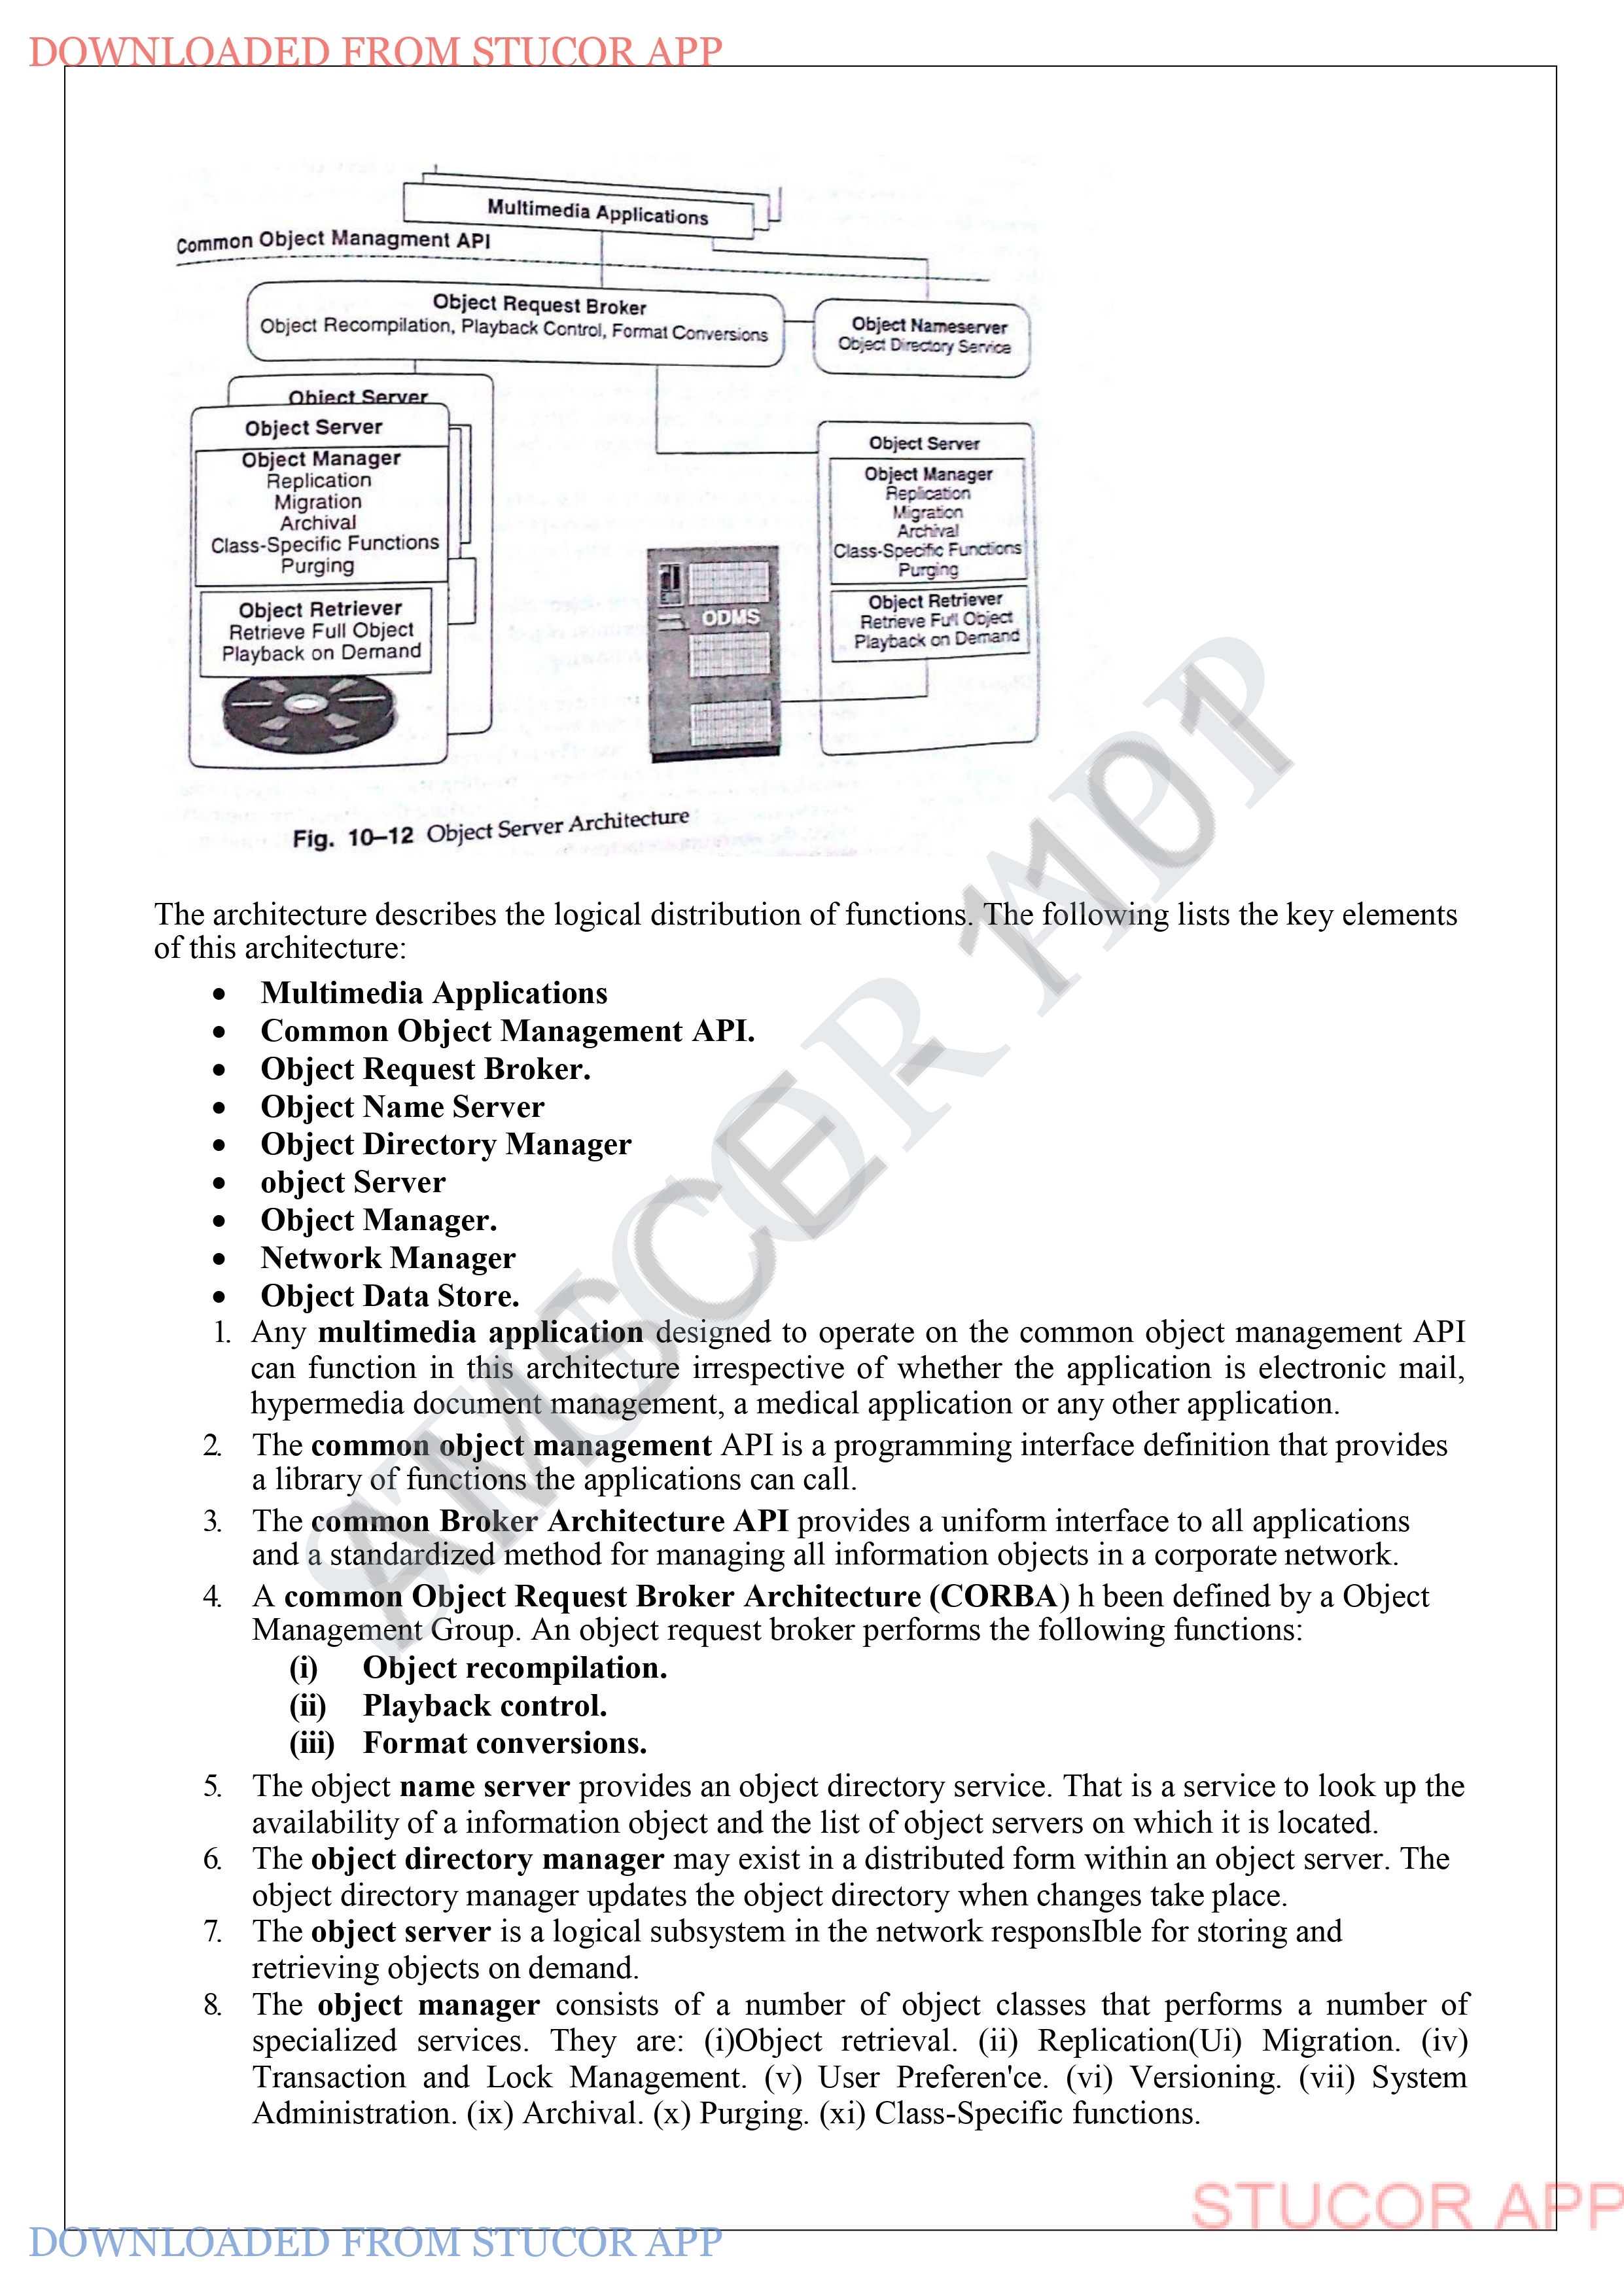 DOWNLOADED FROM STUCOR APP
Multimedia Applications
Common Object Managment API
Object Request Broker
Object Recompilation, Playback Control, Format Conversions
Object Nameserver
Object Directory Service
Object Server
Object Server
Object Manager
Replication
Migration
Archival
Class-Specific Functions
Purging
Object Retriever
Retrieve Full Object
Playback on Demand
ODMS
Object Server
Object Manager
Replication
Migration
Archival
Class-Specific Functions
Purging
Object Retriever
Retrieve Full Object
Playback on Demand
Fig. 10–12 Object Server Architecture
The architecture describes the logical distribution of functions. The following lists the key elements
of this architecture:
• Multimedia Applications
• Common Object Management API.
• Object Request Broker.
• Object Name Server
• Object Directory Manager
• object Server
• Object Manager.
• Network Manager
• Object Data Store.
1. Any multimedia application designed to operate on the common object management API
can function in this architecture irrespective of whether the application is electronic mail,
hypermedia document management, a medical application or any other application.
2. The common object management API is a programming interface definition that provides
a library of functions the applications can call.
3. The common Broker Architecture API provides a uniform interface to all applications
and a standardized method for managing all information objects in a corporate network.
4. A common Object Request Broker Architecture (CORBA) h been defined by a Object
Management Group. An object request broker performs the following functions:
(i) Object recompilation.
(ii) Playback control.
(iii) Format conversions.
5. The object name server provides an object directory service. That is a service to look up the
availability of a information object and the list of object servers on which it is located.
6. The object directory manager may exist in a distributed form within an object server. The
object directory manager updates the object directory when changes take place.
7. The object server is a logical subsystem in the network responsIble for storing and
retrieving objects on demand.
8. The object manager consists of a number of object classes that performs a number of
specialized services. They are: (i)Object retrieval. (ii) Replication(Ui) Migration. (iv)
Transaction and Lock Management. (v) User Preferen'ce. (vi) Versioning. (vii) System
Administration. (ix) Archival. (x) Purging. (xi) Class-Specific functions.
STUCOR APP
AMSCE - 1101
STUCOR APP
DOWNLOADED FROM STUCOR APP